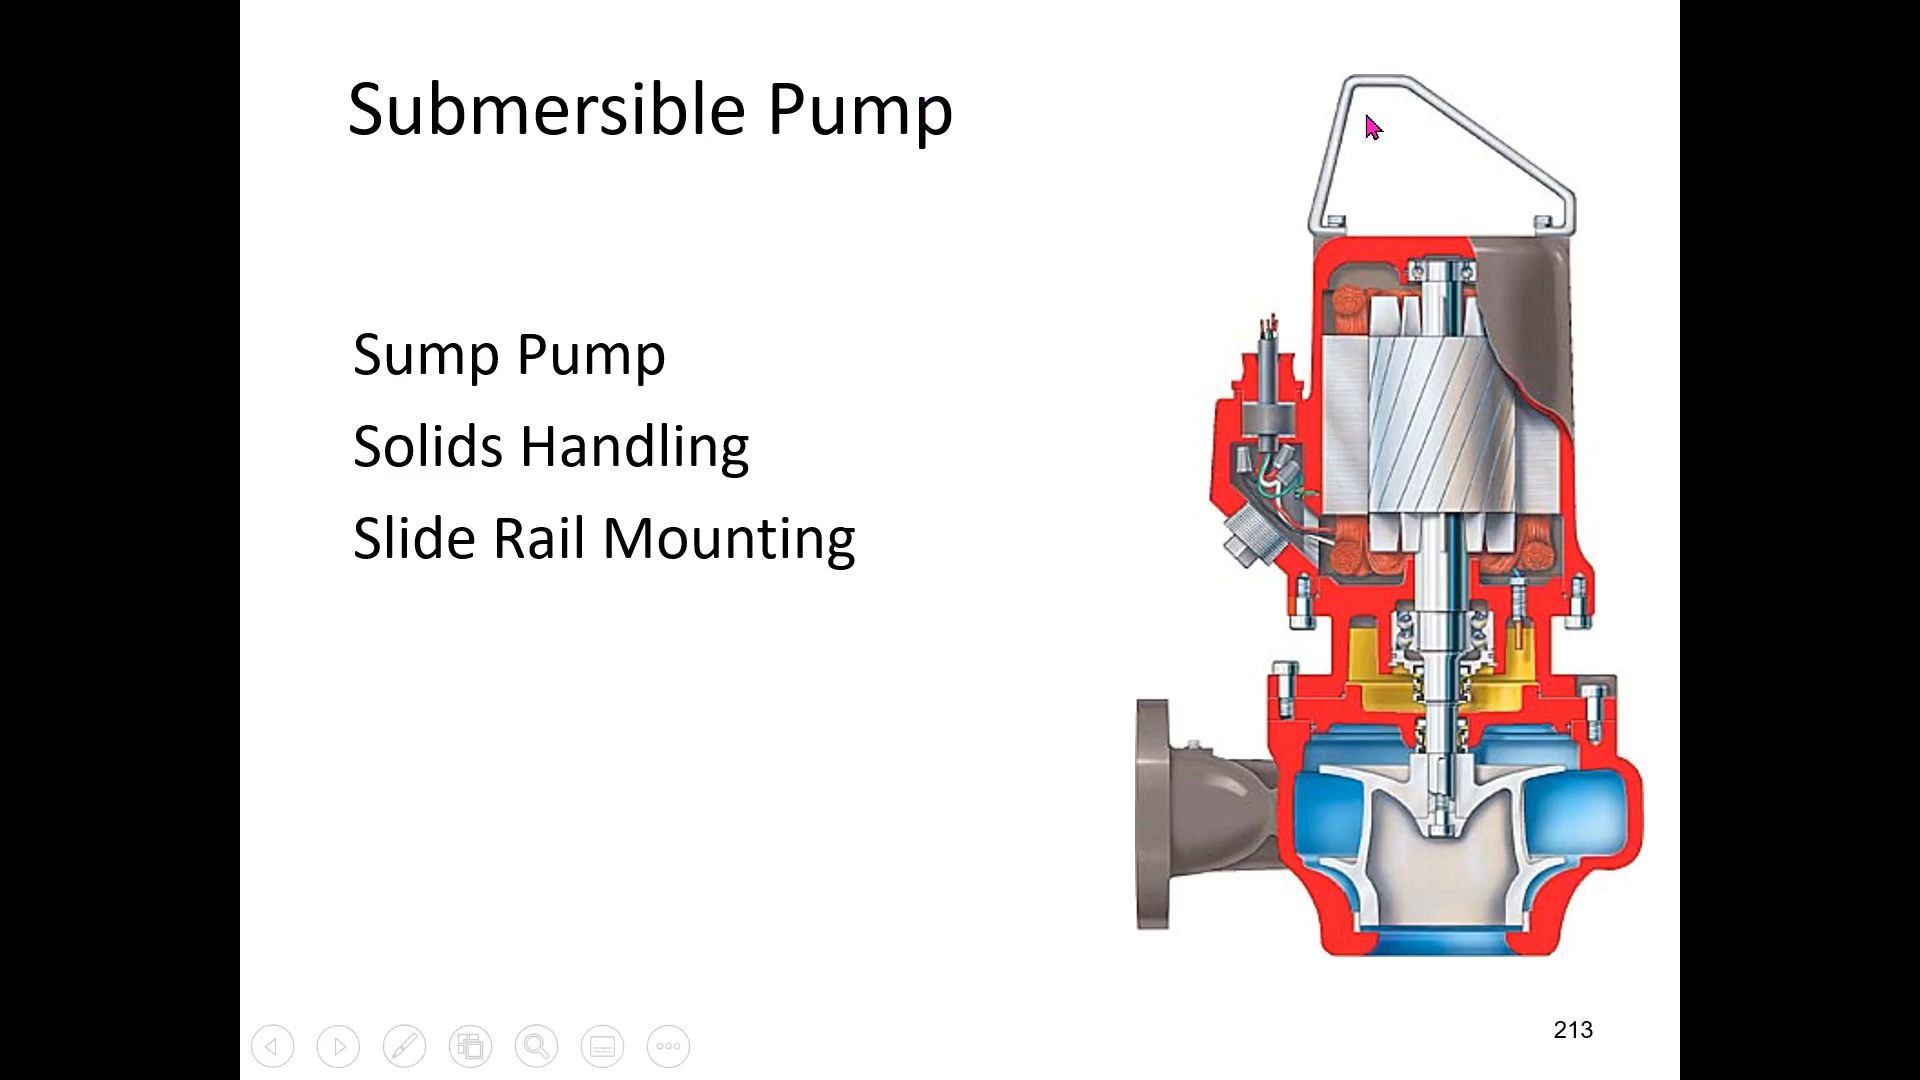 Submersible Pump
Sump Pump
Solids Handling
Slide Rail Mounting
213